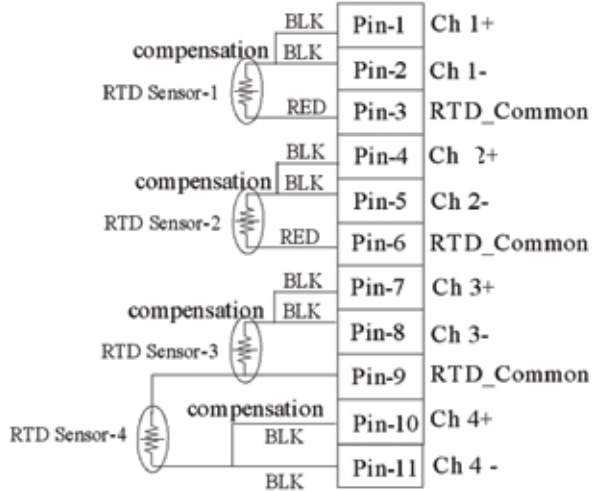 BLK Pin-1 Ch 1+
compensation BLK Pin-2 Ch 1-
RTD Sensor-1
RED Pin-3 RTD_Common
BLK Pin-4 Ch 2+
compensation BLK Pin-5 Ch 2-
RTD Sensor-2
RED Pin-6 RTD_Common
BLK Pin-7 Ch 3+
compensation BLK Pin-8 Ch 3-
RTD Sensor-3
Pin-9 RTD_Common
compensation Pin-10 Ch 4+
BLK
RTD Sensor-4
Pin-11 Ch 4 -
BLK